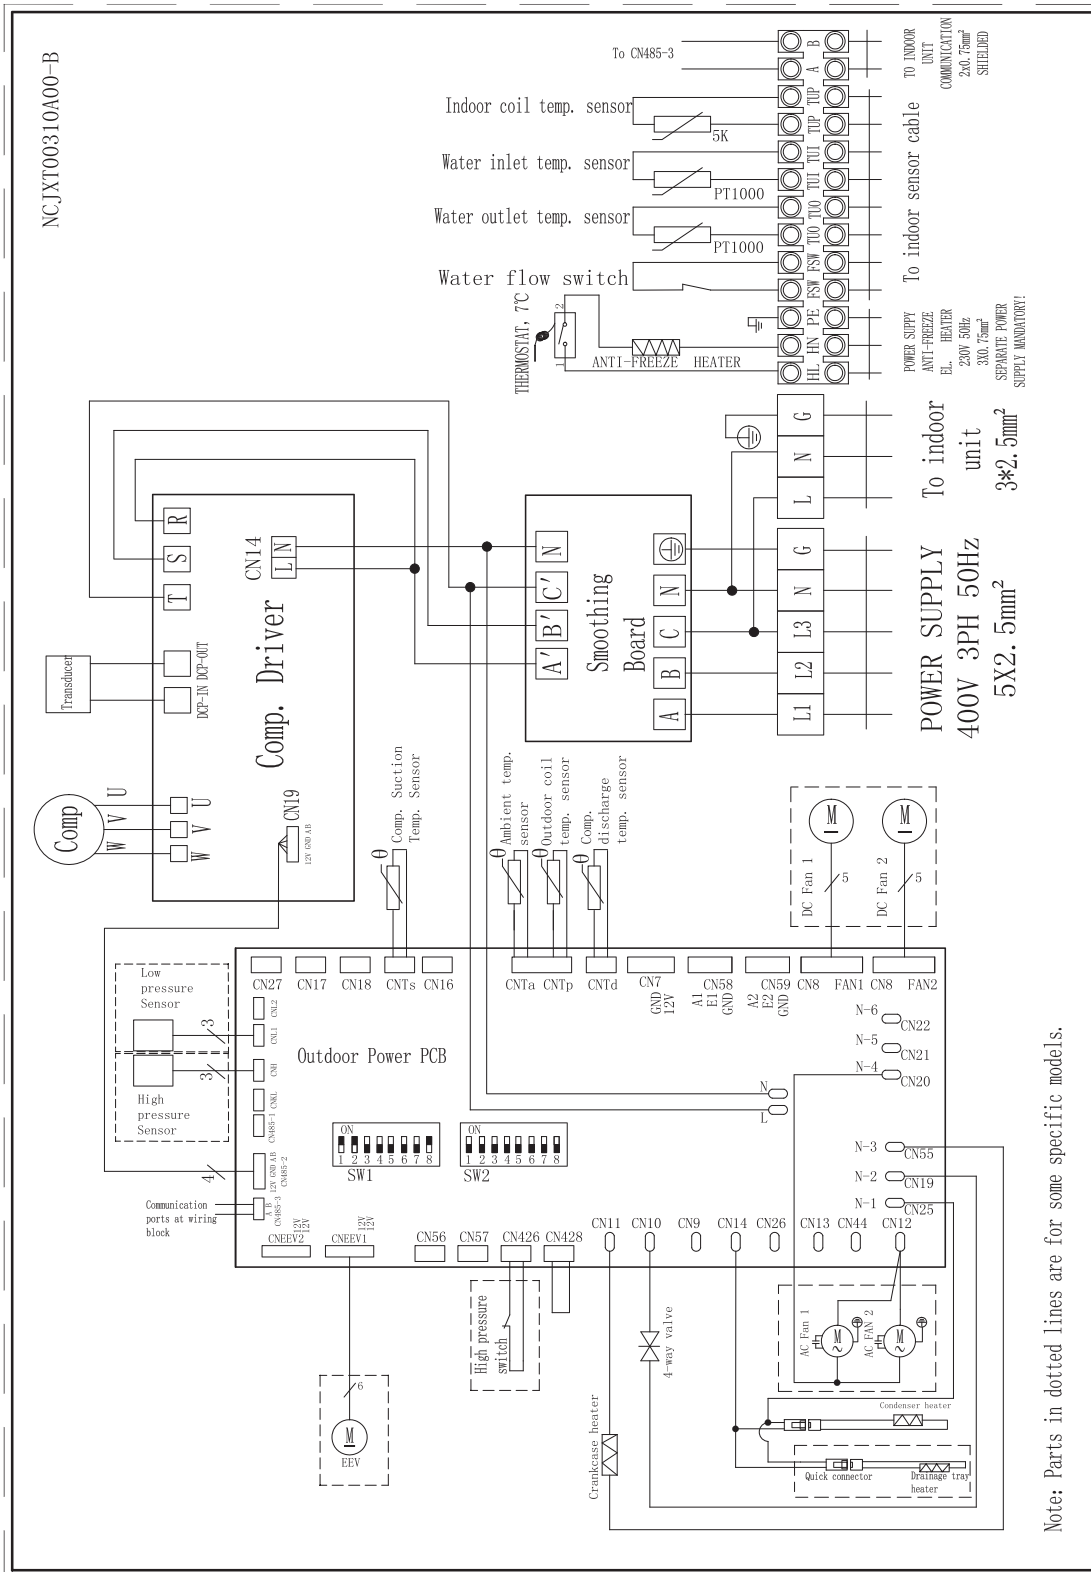 NCJXT00310A00-B
To CN485-3
B
A
TUP
TUP
TUI
TUI
TUO
TUO
FSW
FSW
PE
HN
HL
TO INDOOR
UNIT
COMMUNICATION
2x0.75mm²
SHIELDED
Indoor coil temp. sensor
5K
Water inlet temp. sensor
PT1000
Water outlet temp. sensor
PT1000
Water flow switch
To indoor sensor cable
THERMOSTAT, 7℃
1
2
ANTI-FREEZE HEATER
POWER SUPPY
ANTI-FREEZE
EL. HEATER
230V 50Hz
3X0.75mm²
SEPARATE POWER
SUPPLY MANDATORY!
Transducer
DCP-IN
DCP-OUT
T
S
R
CN14
L
N
Comp. Driver
Comp
W
V
U
W
V
U
CN19
12V GND A B
A'
B'
C'
N
Smoothing
Board
A
B
C
N
L
N
G
To indoor
unit
3*2.5mm²
L1
L2
L3
N
G
POWER SUPPLY
400V 3PH 50Hz
5X2.5mm²
θ
Comp. Suction
Temp. Sensor
θ
Ambient temp.
sensor
θ
Outdoor coil
temp. sensor
θ
Comp.
discharge
temp. sensor
DC Fan 1
M
5
DC Fan 2
M
5
Low
pressure
Sensor
3
High
pressure
Sensor
3
4
Communication
ports at wiring
block
CN27
CN17
CN18
CNTs
CN16
CNTa
CNTp
CNTd
CN7
GND
12V
CN58
A1
E1
GND
CN59
A2
E2
GND
CN8
FAN1
CN8
FAN2
CNL2
CNL1
CNH
CNKL
CN485-1
12V GND A B
CN485-2
A B
CN485-3
Outdoor Power PCB
N-6
CN22
N-5
CN21
N-4
CN20
N
L
N-3
CN55
N-2
CN19
N-1
CN25
ON
1 2 3 4 5 6 7 8
SW1
ON
1 2 3 4 5 6 7 8
SW2
CNEEV2
12V
12V
CNEEV1
12V
12V
CN56
CN57
CN426
CN428
CN11
CN10
CN9
CN14
CN26
CN13
CN44
CN12
6
M
EEV
High pressure
switch
4-way valve
Crankcase heater
AC Fan 1
M
AC FAN 2
M
Condenser heater
Quick connector
Drainage tray
heater
Note: Parts in dotted lines are for some specific models.